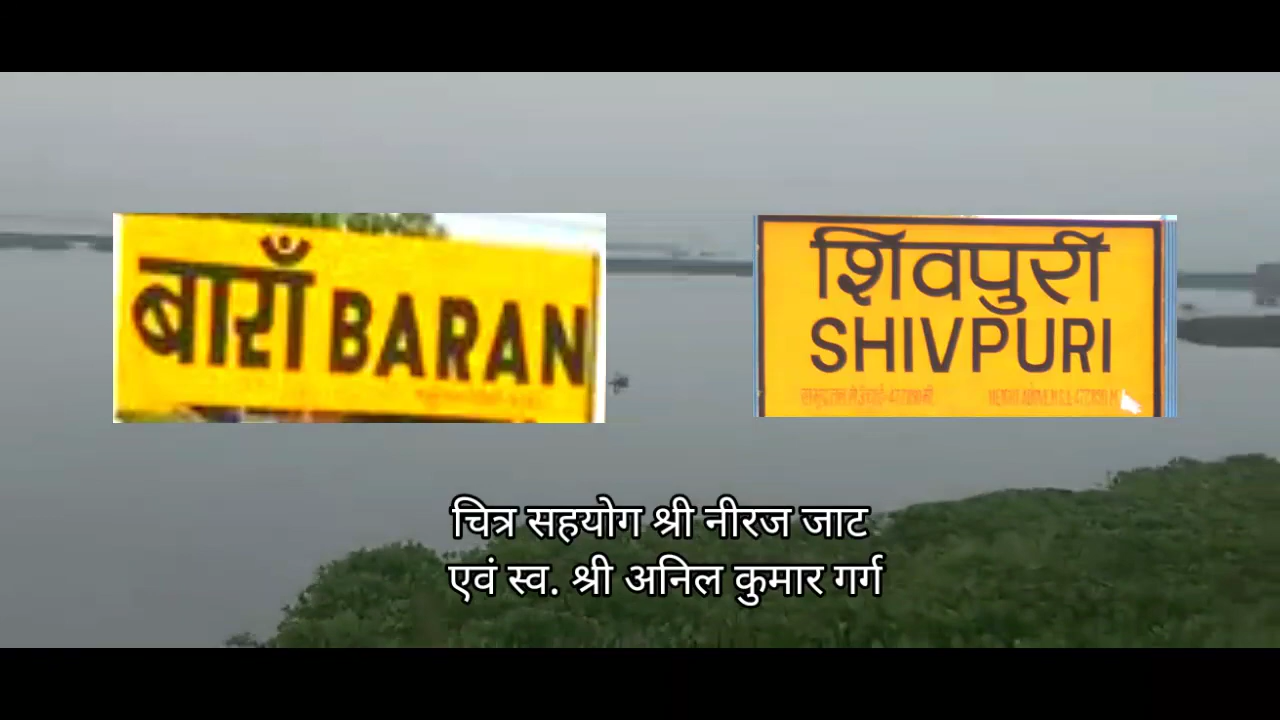 बाराँ BARAN
शिवपुरी
SHIVPURI
चित्र सहयोग श्री नीरज जाट
एवं स्व. श्री अनिल कुमार गर्ग